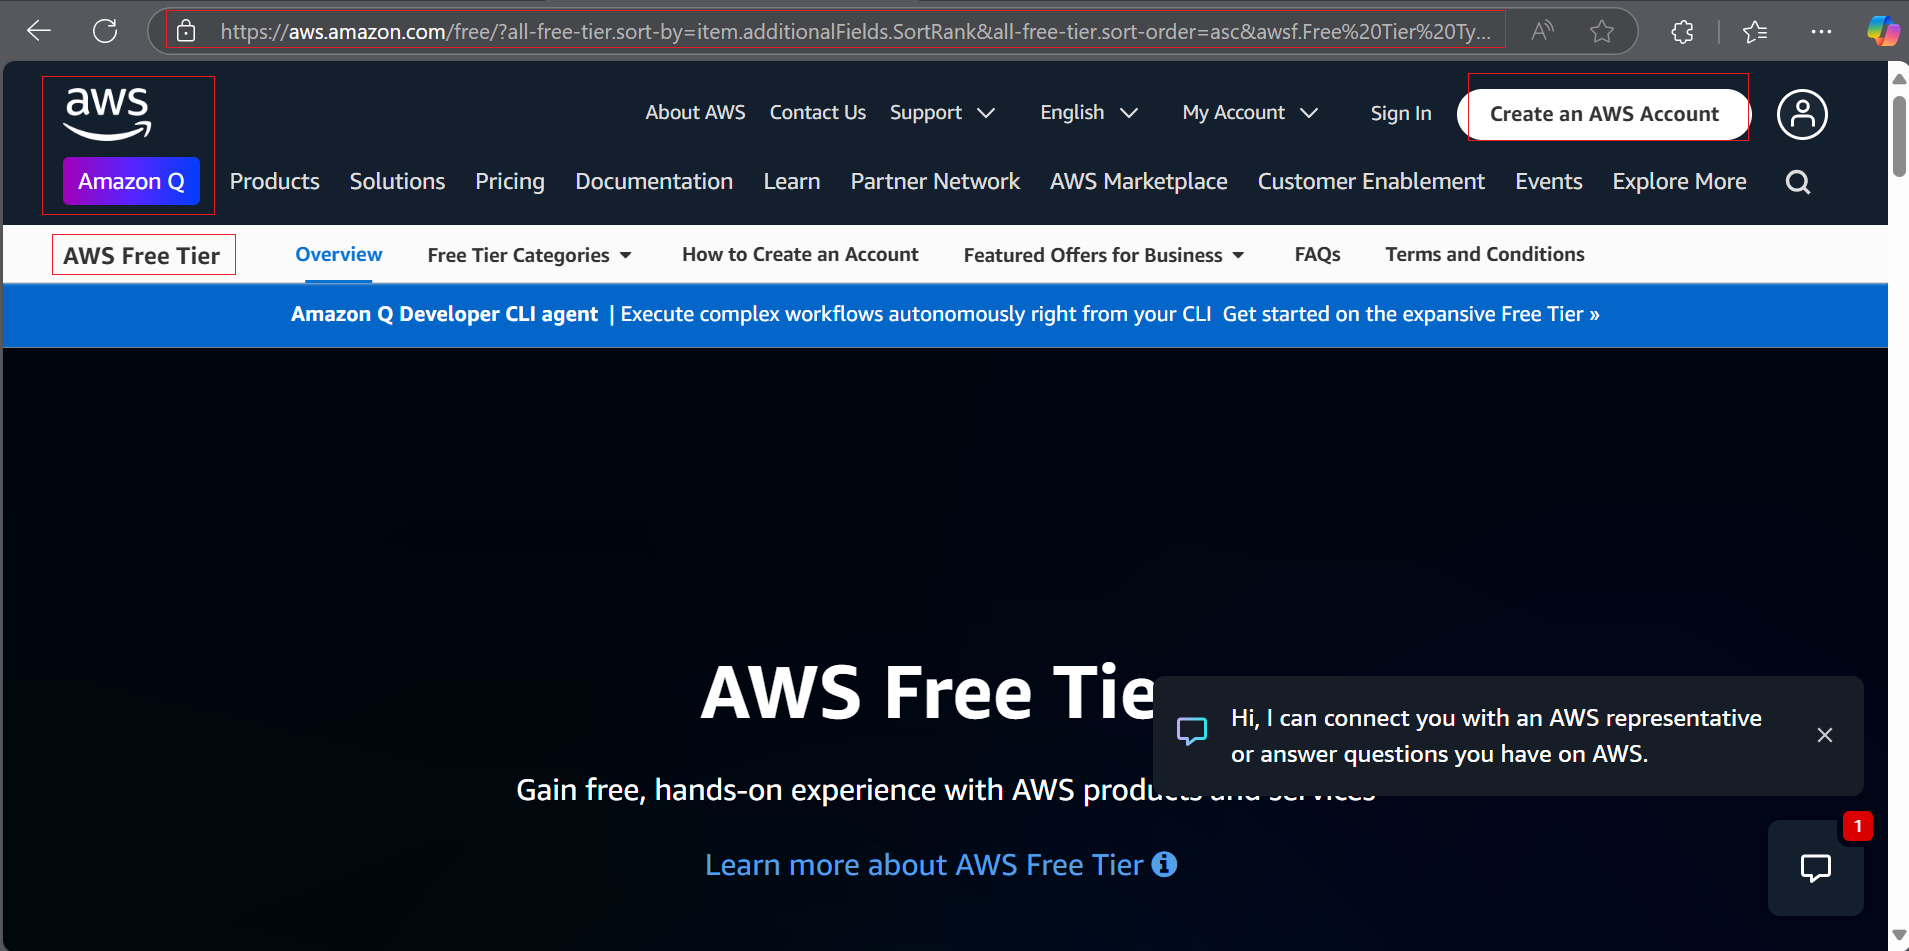 https://aws.amazon.com/free/?all-free-tier.sort-by=item.additionalFields.SortRank&all-free-tier.sort-order=asc&awsf.Free%20Tier%20Ty...
aws
About AWS Contact Us Support English My Account Sign In Create an AWS Account
Amazon Q Products Solutions Pricing Documentation Learn Partner Network AWS Marketplace Customer Enablement Events Explore More
AWS Free Tier Overview Free Tier Categories How to Create an Account Featured Offers for Business FAQs Terms and Conditions
Amazon Q Developer CLI agent | Execute complex workflows autonomously right from your CLI Get started on the expansive Free Tier »
AWS Free Tie
Hi, I can connect you with an AWS representative
or answer questions you have on AWS.
Gain free, hands-on experience with AWS products and services
Learn more about AWS Free Tier
1